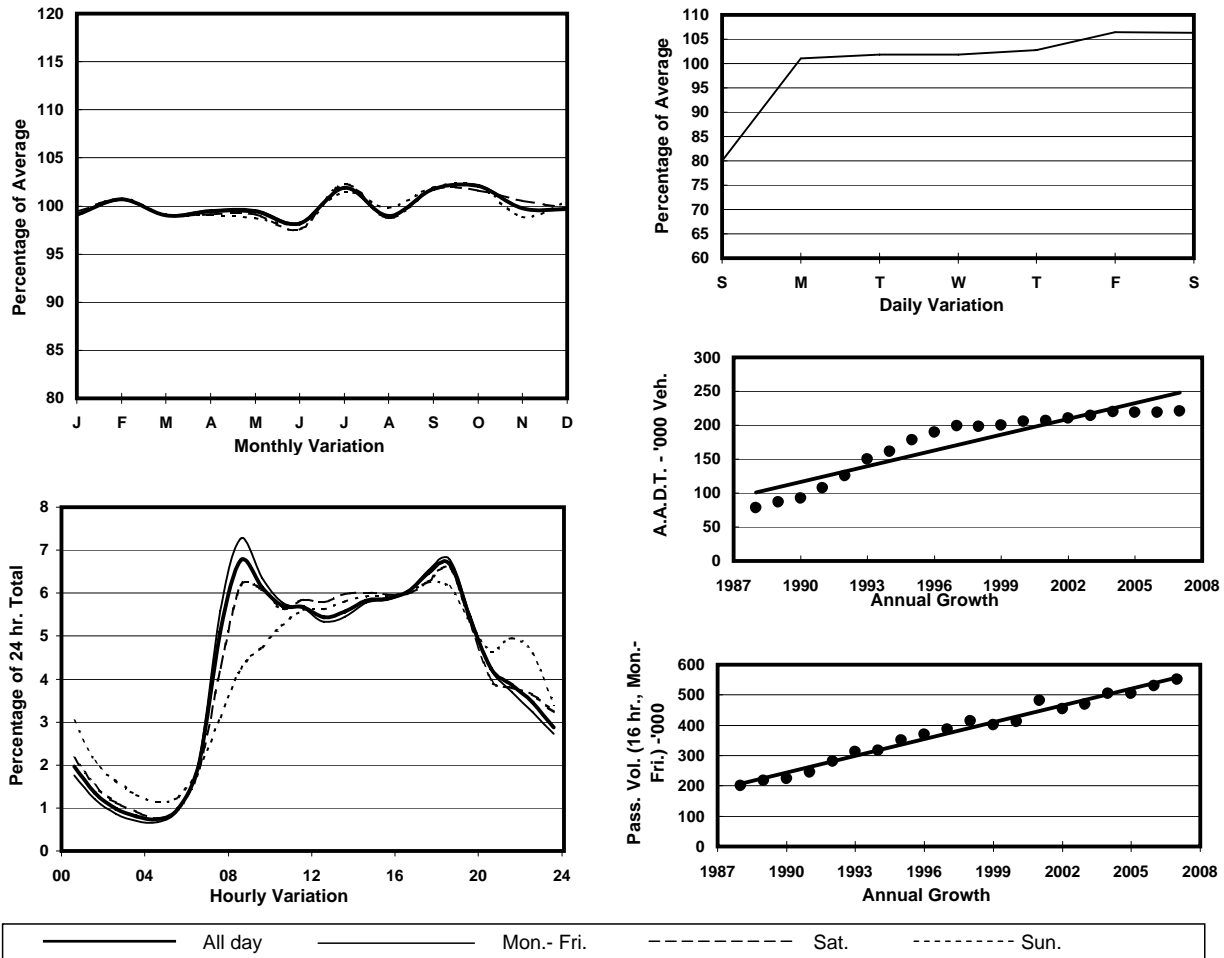 120
115
110
105
100
95
90
85
80
Percentage of Average
J F M A M J J A S O N D
Monthly Variation
110
105
100
95
90
85
80
75
70
65
60
Percentage of Average
S M T W T F S
Daily Variation
300
250
200
150
100
50
0
A.A.D.T. - '000 Veh.
1987 1990 1993 1996 1999 2002 2005 2008
Annual Growth
8
7
6
5
4
3
2
1
0
Percentage of 24 hr. Total
00 04 08 12 16 20 24
Hourly Variation
600
500
400
300
200
100
0
Pass. Vol. (16 hr., Mon.-
Fri.) -'000
1987 1990 1993 1996 1999 2002 2005 2008
Annual Growth
All day Mon.- Fri. Sat. Sun.